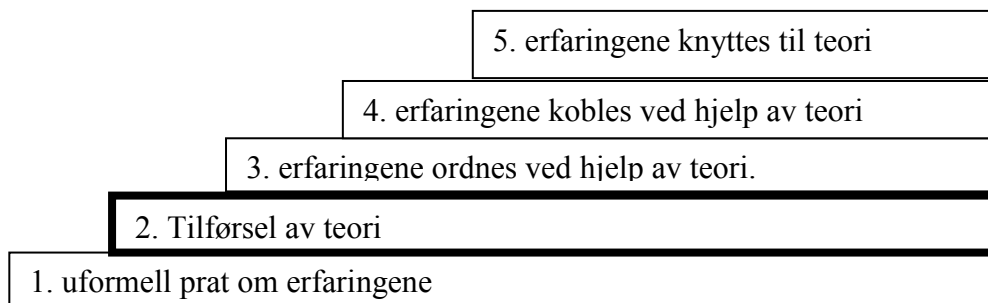 5. erfaringene knyttes til teori
4. erfaringene kobles ved hjelp av teori
3. erfaringene ordnes ved hjelp av teori.
2. Tilførsel av teori
1. uformell prat om erfaringene